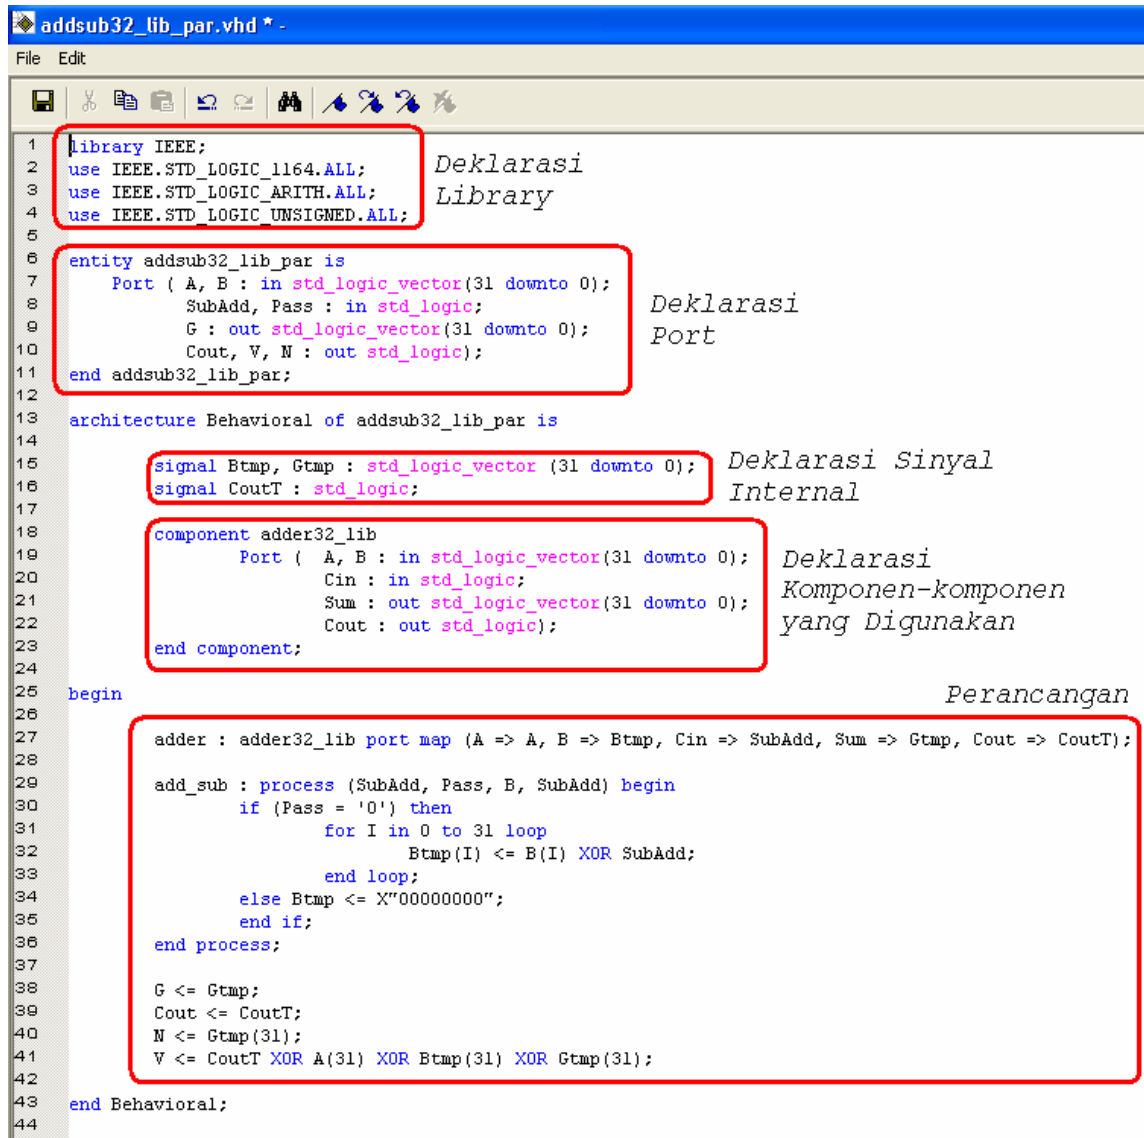 addsub32_lib_par.vhd * -
File Edit
1 library IEEE;
2 use IEEE.STD_LOGIC_1164.ALL;
3 use IEEE.STD_LOGIC_ARITH.ALL;
4 use IEEE.STD_LOGIC_UNSIGNED.ALL;
Deklarasi
Library
5
6 entity addsub32_lib_par is
7 Port ( A, B : in std_logic_vector(31 downto 0);
8 SubAdd, Pass : in std_logic;
9 G : out std_logic_vector(31 downto 0);
10 Cout, V, N : out std_logic);
11 end addsub32_lib_par;
Deklarasi
Port
12
13 architecture Behavioral of addsub32_lib_par is
14
15 signal Btmp, Gtmp : std_logic_vector (31 downto 0);
16 signal CoutT : std_logic;
Deklarasi Sinyal
Internal
17
18 component adder32_lib
19 Port ( A, B : in std_logic_vector(31 downto 0);
20 Cin : in std_logic;
21 Sum : out std_logic_vector(31 downto 0);
22 Cout : out std_logic);
23 end component;
Deklarasi
Komponen-komponen
yang Digunakan
24
25 begin
Perancangan
26
27 adder : adder32_lib port map (A => A, B => Btmp, Cin => SubAdd, Sum => Gtmp, Cout => CoutT);
28
29 add_sub : process (SubAdd, Pass, B, SubAdd) begin
30 if (Pass = '0') then
31 for I in 0 to 31 loop
32 Btmp(I) <= B(I) XOR SubAdd;
33 end loop;
34 else Btmp <= X"00000000";
35 end if;
36 end process;
37
38 G <= Gtmp;
39 Cout <= CoutT;
40 N <= Gtmp(31);
41 V <= CoutT XOR A(31) XOR Btmp(31) XOR Gtmp(31);
42
43 end Behavioral;
44